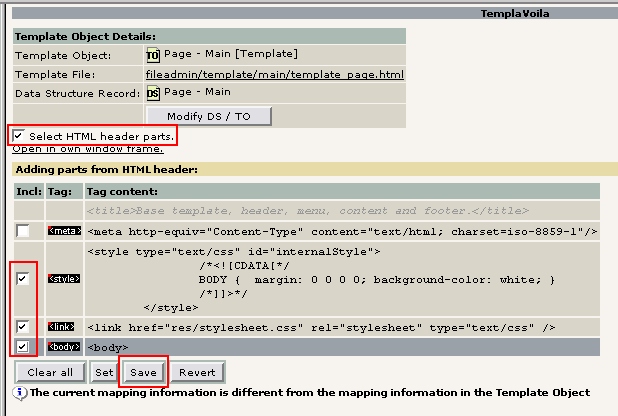 TemplaVoila
Template Object Details:
Template Object: TO Page - Main [Template]
Template File: fileadmin/template/main/template_page.html
Data Structure Record: DS Page - Main
Modify DS / TO
Select HTML header parts.
Open in own window frame.
Adding parts from HTML header:
Incl: Tag: Tag content:
<title>Base template, header, menu, content and footer.</title>
<meta> <meta http-equiv="Content-Type" content="text/html; charset=iso-8859-1"/>
<style type="text/css" id="internalStyle">
/*<![CDATA[*/
<style> BODY { margin: 0 0 0 0; background-color: white; }
/*]]>*/
</style>
<link> <link href="res/stylesheet.css" rel="stylesheet" type="text/css" />
<body> <body>
Clear all Set Save Revert
The current mapping information is different from the mapping information in the Template Object